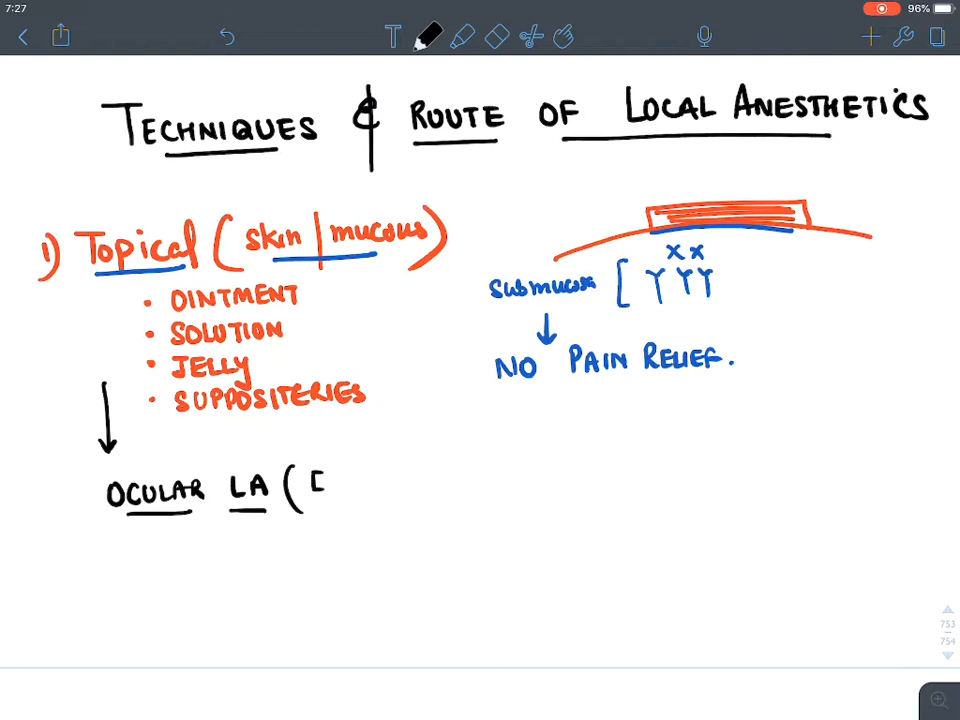 7:27
96%
T
TECHNIQUES & ROUTE OF LOCAL ANESTHETICS
1) Topical (skin | mucous)
• OINTMENT
• SOLUTION
• JELLY
• SUPPOSITERIES
x x
Submucosa [
↓
NO PAIN RELIEF.
↓
OCULAR LA (
753
754